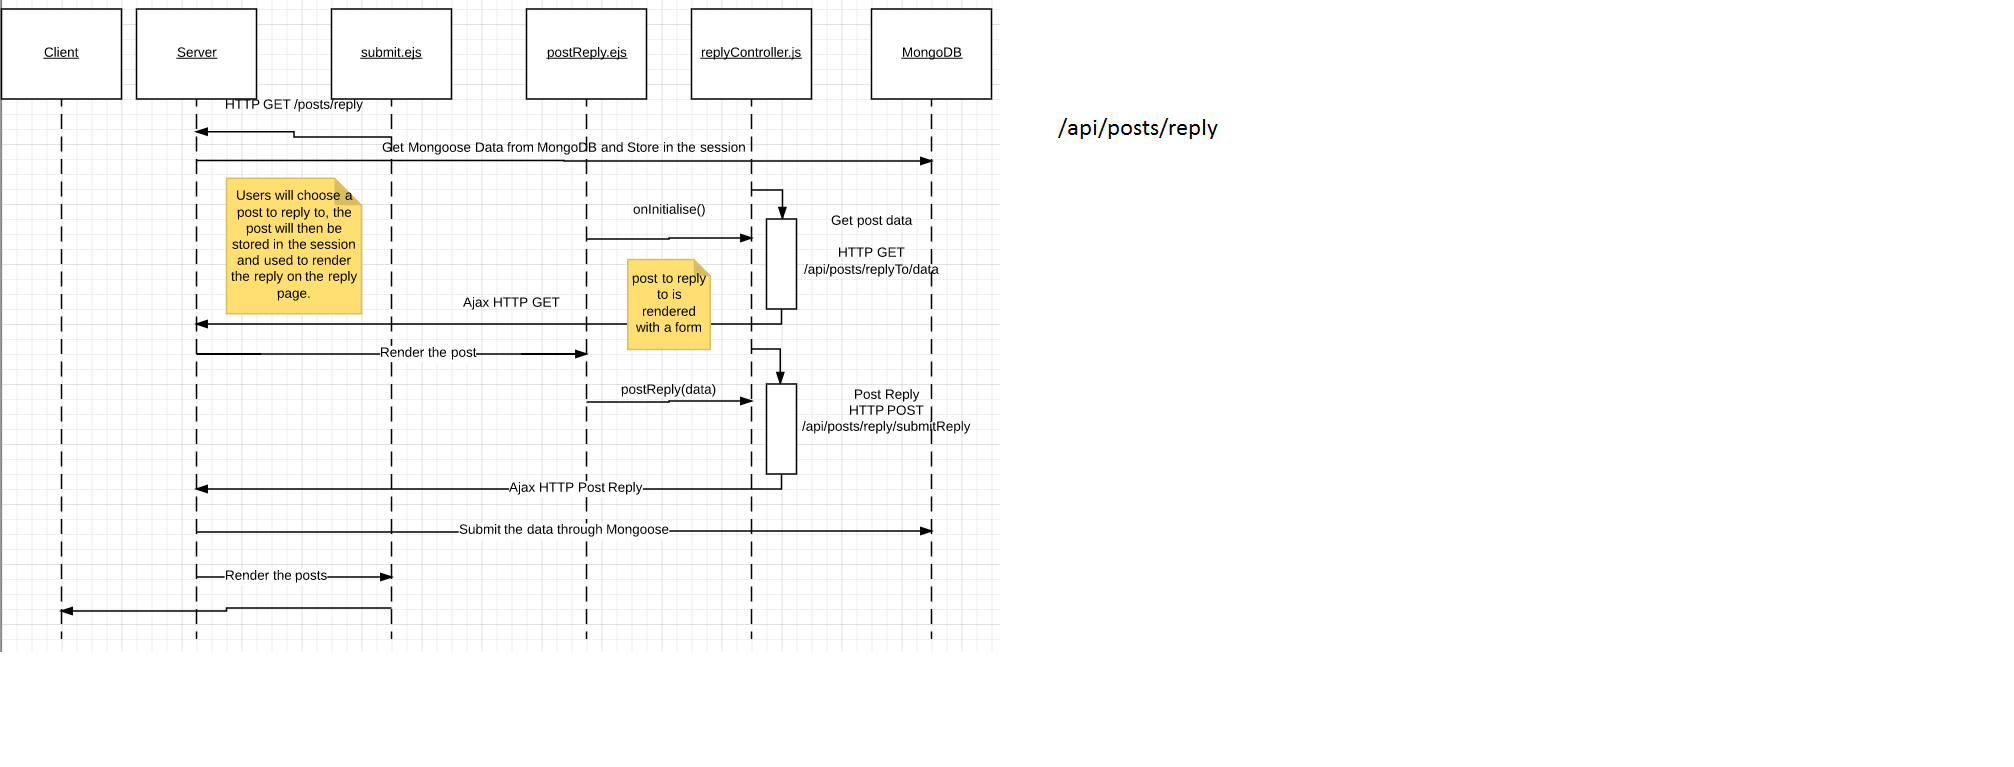 Client
Server
submit.ejs
postReply.ejs
replyController.js
MongoDB
HTTP GET /posts/reply
/api/posts/reply
Get Mongoose Data from MongoDB and Store in the session
Users will choose a
post to reply to, the
post will then be
stored in the session
and used to render
the reply on the reply
page.
onInitialise()
Get post data
HTTP GET
/api/posts/replyTo/data
post to reply
to is
rendered
with a form
Ajax HTTP GET
Render the post
postReply(data)
Post Reply
HTTP POST
/api/posts/reply/submitReply
Ajax HTTP Post Reply
Submit the data through Mongoose
Render the posts